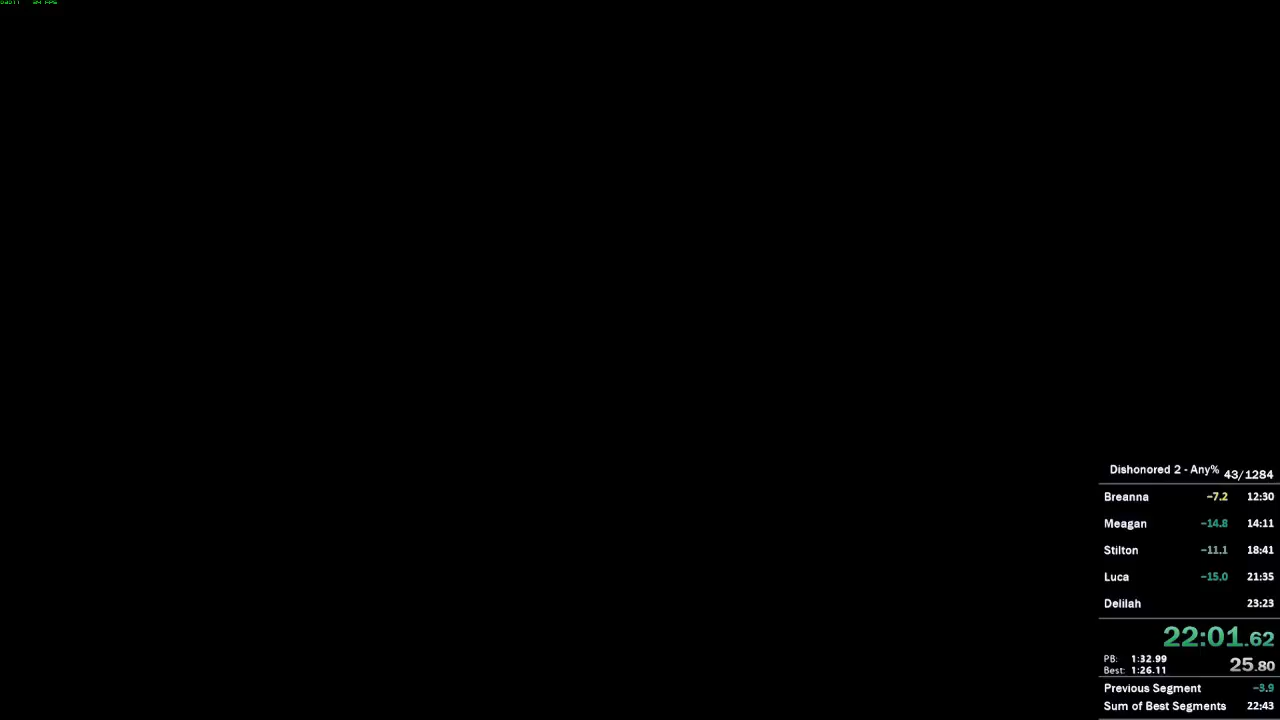 Dishonored 2 - Any% 43/1284
Breanna -7.2 12:30
Meagan -14.8 14:11
Stilton -11.1 18:41
Luca -15.0 21:35
Delilah 23:23
22:01.62
PB: 1:32.99
Best: 1:26.11
25.80
Previous Segment -3.9
Sum of Best Segments 22:43